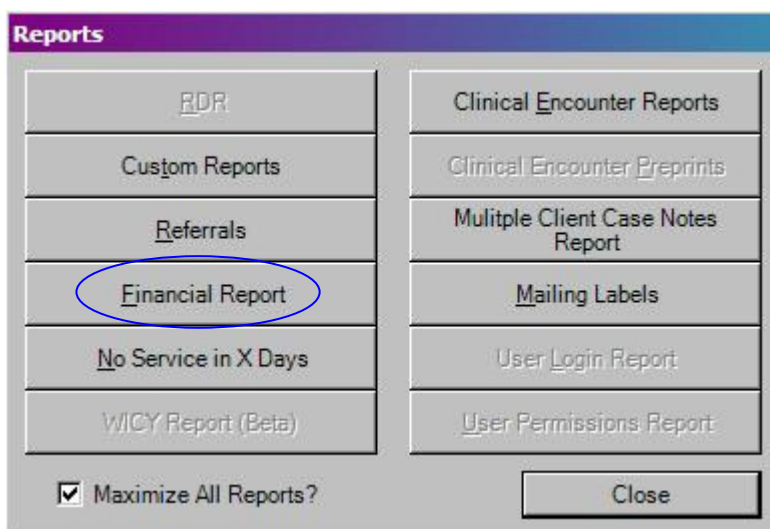 Reports
RDR
Clinical Encounter Reports
Custom Reports
Clinical Encounter Preprints
Referrals
Mulitple Client Case Notes
Report
Financial Report
Mailing Labels
No Service in X Days
User Login Report
WICY Report (Beta)
User Permissions Report
Maximize All Reports?
Close